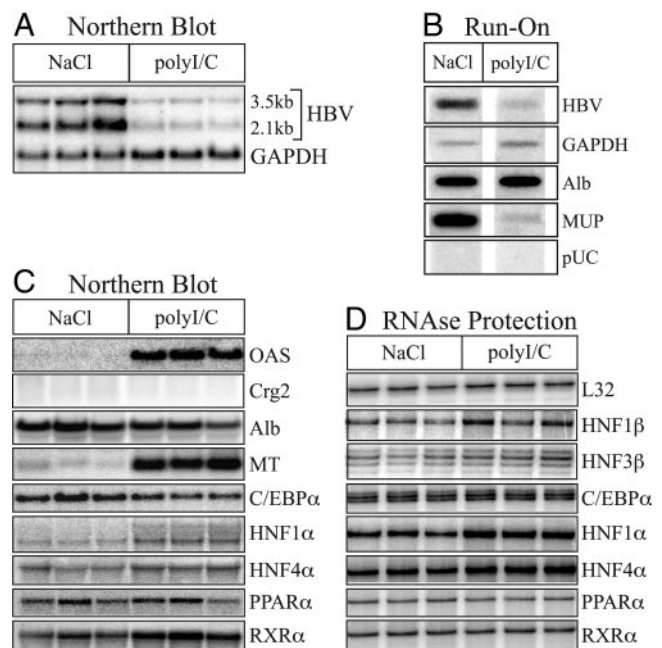 A Northern Blot
NaCl polyI/C
3.5kb
HBV
2.1kb
GAPDH
B Run-On
NaCl polyI/C
HBV
GAPDH
Alb
MUP
pUC
C Northern Blot
NaCl polyI/C
OAS
Crg2
Alb
MT
C/EBPα
HNF1α
HNF4α
PPARα
RXRα
D RNAse Protection
NaCl polyI/C
L32
HNF1β
HNF3β
C/EBPα
HNF1α
HNF4α
PPARα
RXRα